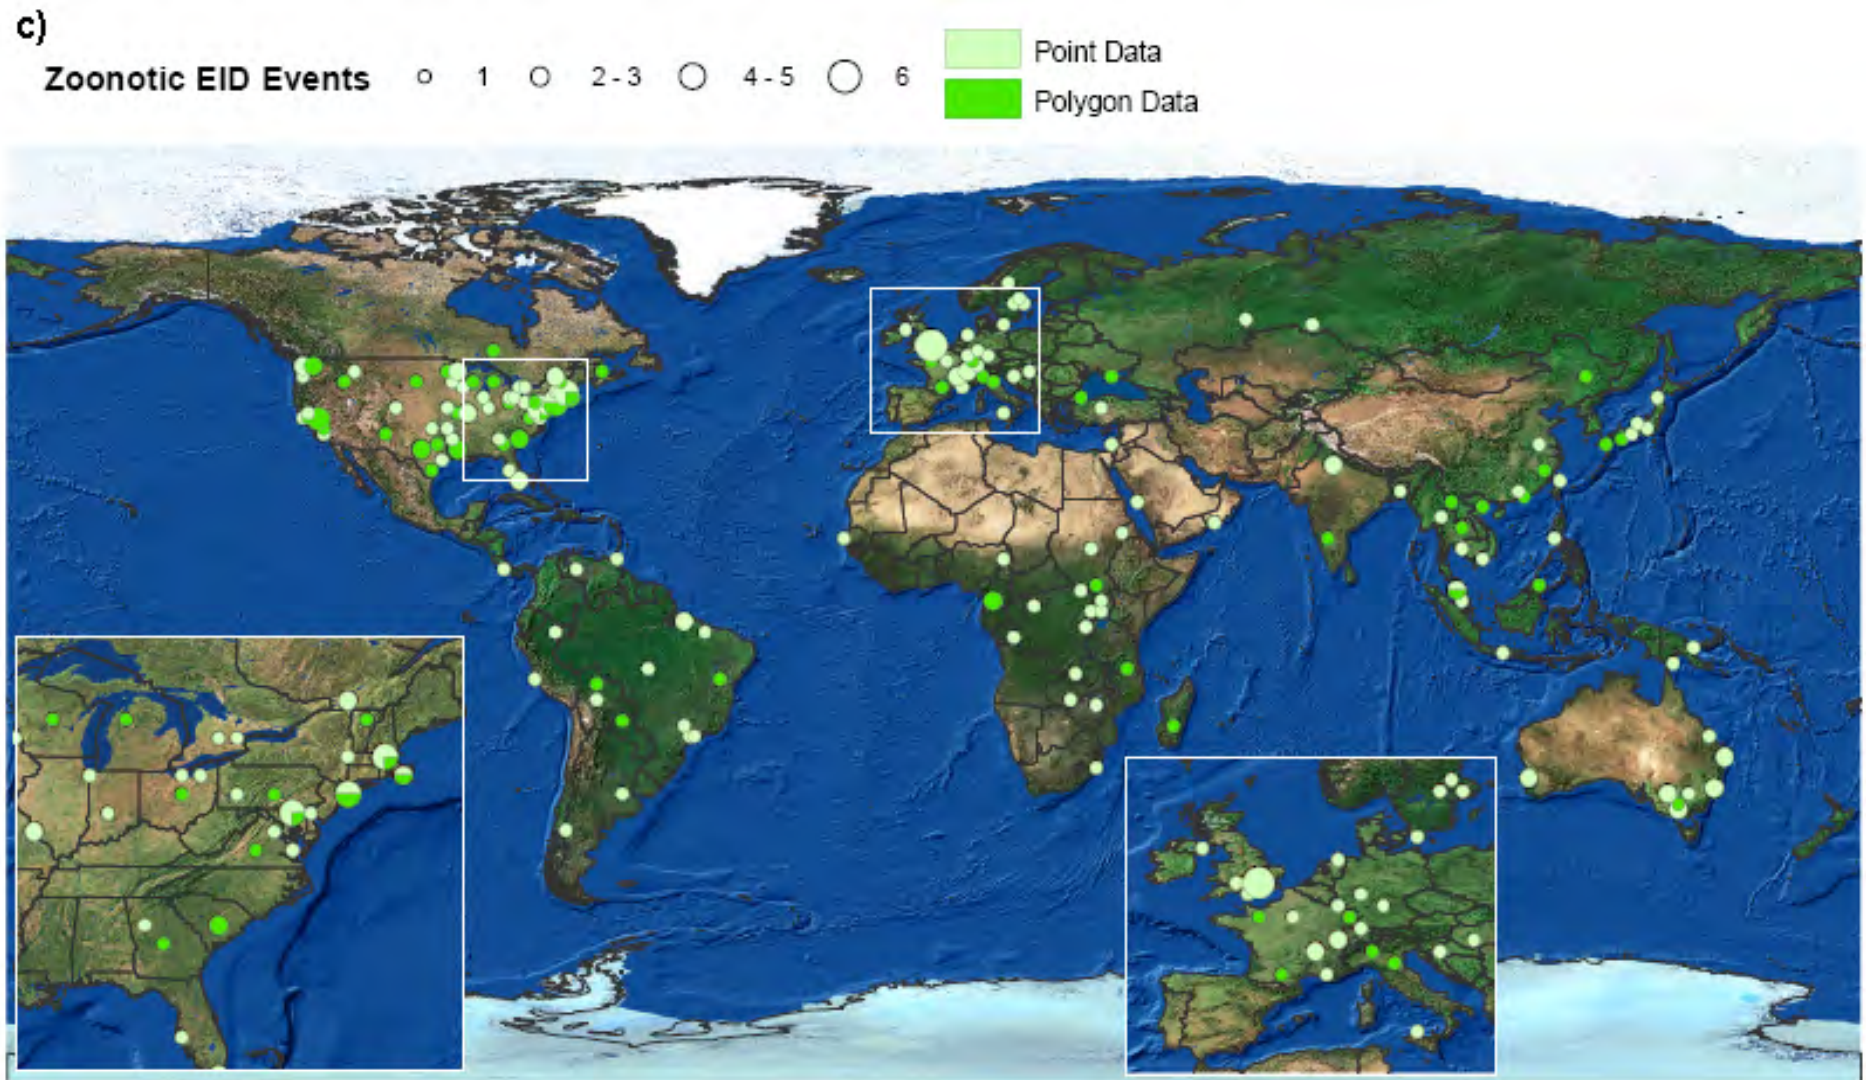 c)
Zoonotic EID Events 1 2 - 3 4 - 5 6
Point Data
Polygon Data